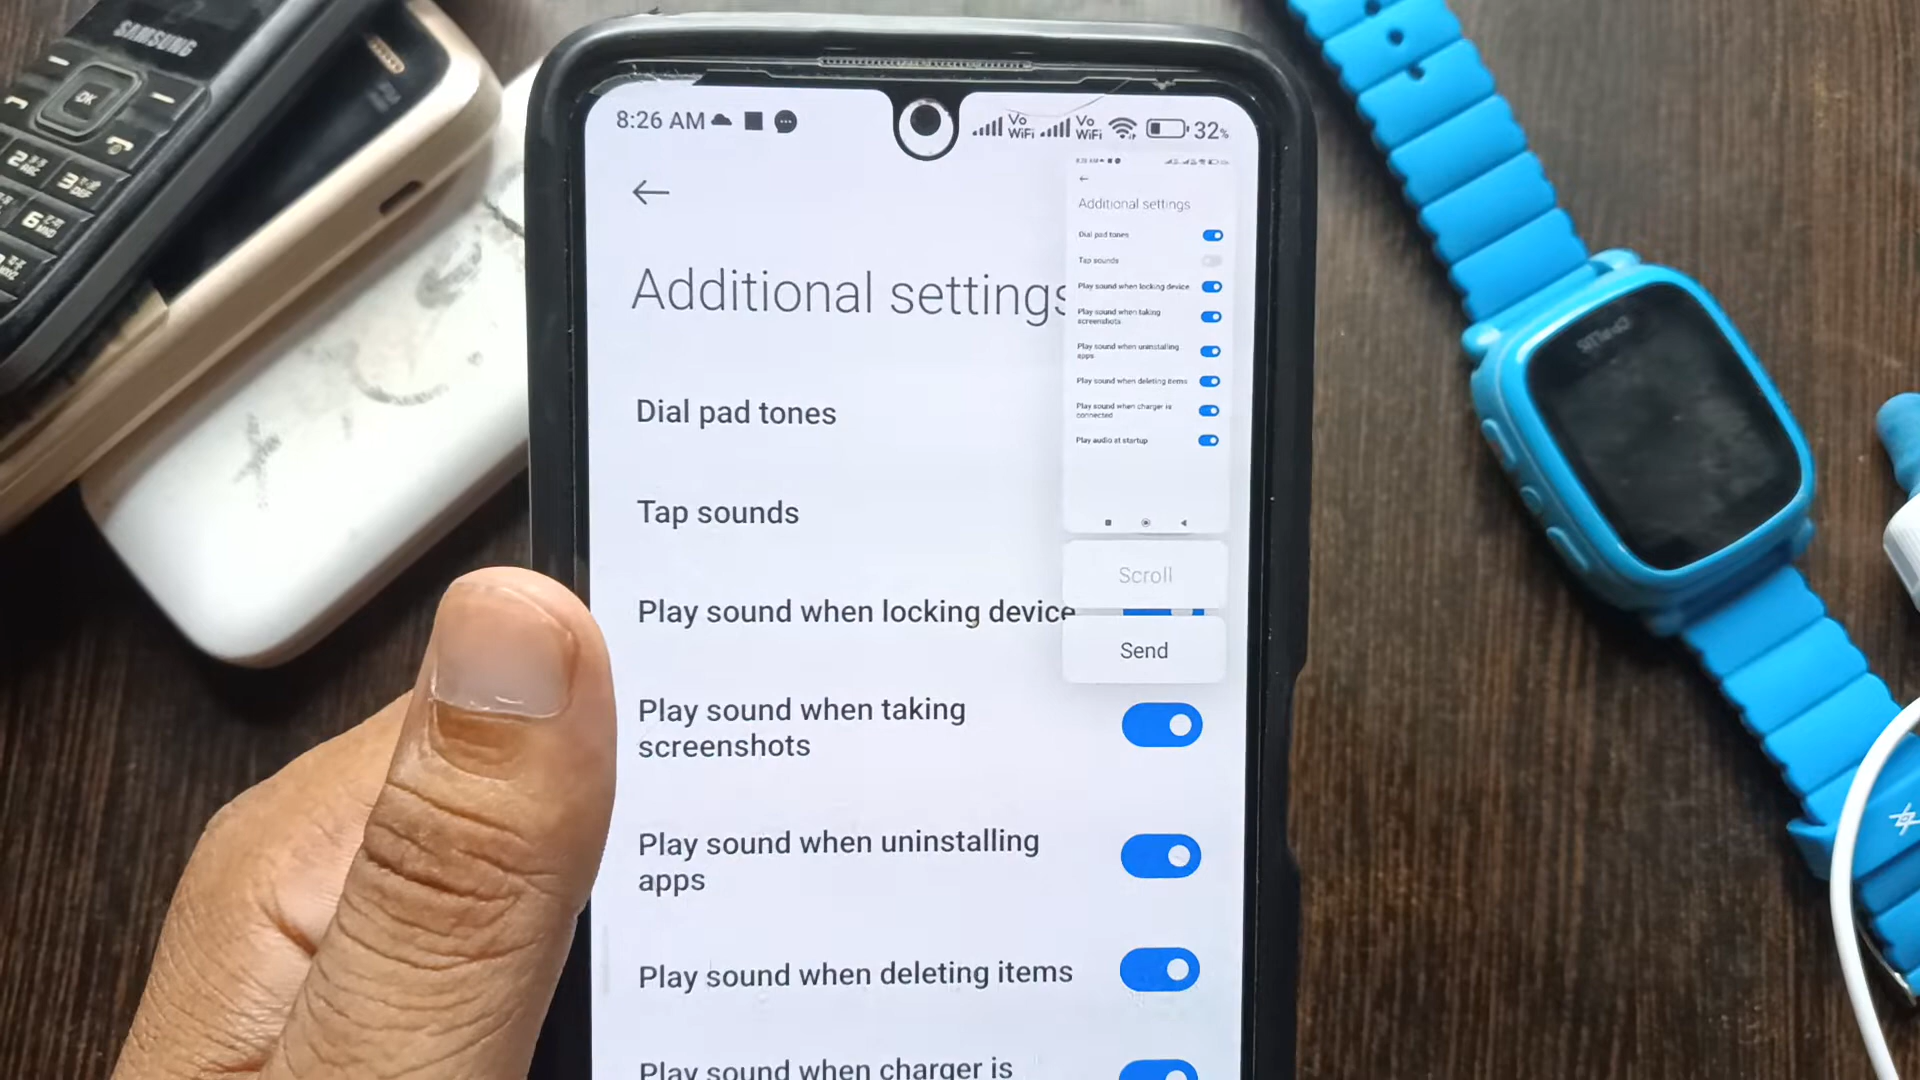 SAMSUNG
OK
2ABC
3DEF
6MNO
8:26 AM
Vo
WiFi
Vo
WiFi
32%
Additional settings
Dial pad tones
Tap sounds
Play sound when locking device
Play sound when taking
screenshots
Play sound when uninstalling
apps
Play sound when deleting items
Play sound when charger is
Additional settings
Dial pad tones
Tap sounds
Play sound when locking device
Play sound when taking
screenshots
Play sound when uninstalling
apps
Play sound when deleting items
Play sound when charger is
connected
Play audio at startup
Scroll
Send